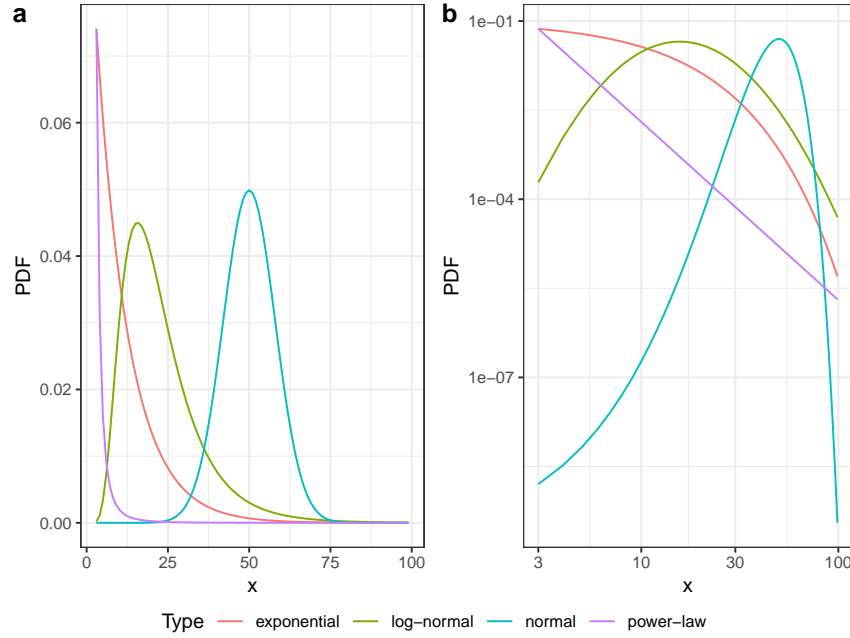 a
PDF
0.06
0.04
0.02
0.00
0 25 50 75 100
x
b
PDF
1e−01
1e−04
1e−07
3 10 30 100
x
Type exponential log−normal normal power−law